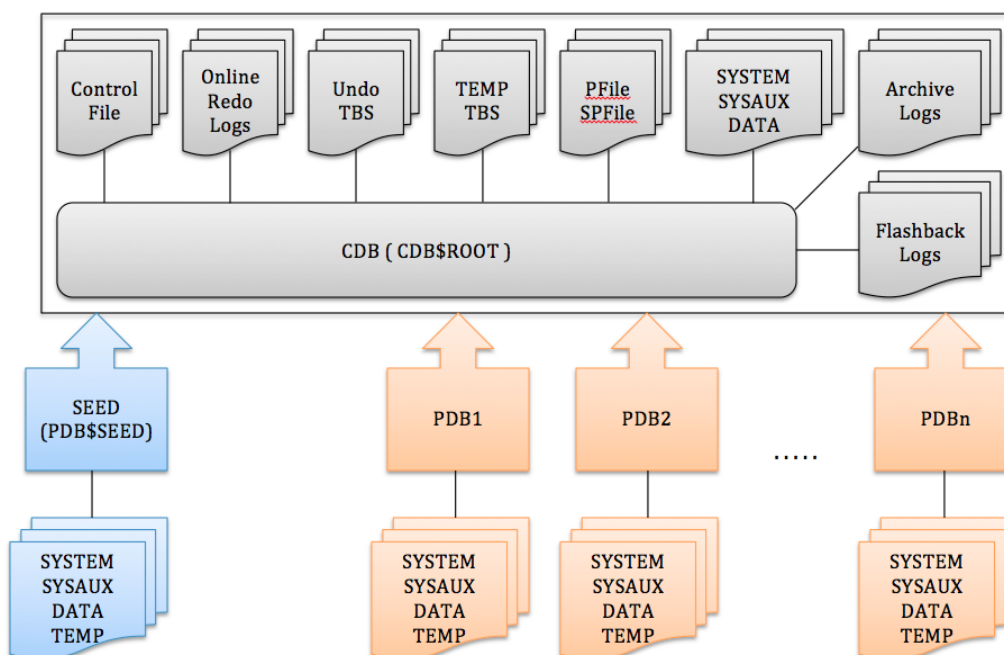 Control
File
Online
Redo
Logs
Undo
TBS
TEMP
TBS
PFile
SPFile
SYSTEM
SYSAUX
DATA
Archive
Logs
CDB ( CDB$ROOT )
Flashback
Logs
SEED
(PDB$SEED)
PDB1
PDB2
.....
PDBn
SYSTEM
SYSAUX
DATA
TEMP
SYSTEM
SYSAUX
DATA
TEMP
SYSTEM
SYSAUX
DATA
TEMP
SYSTEM
SYSAUX
DATA
TEMP